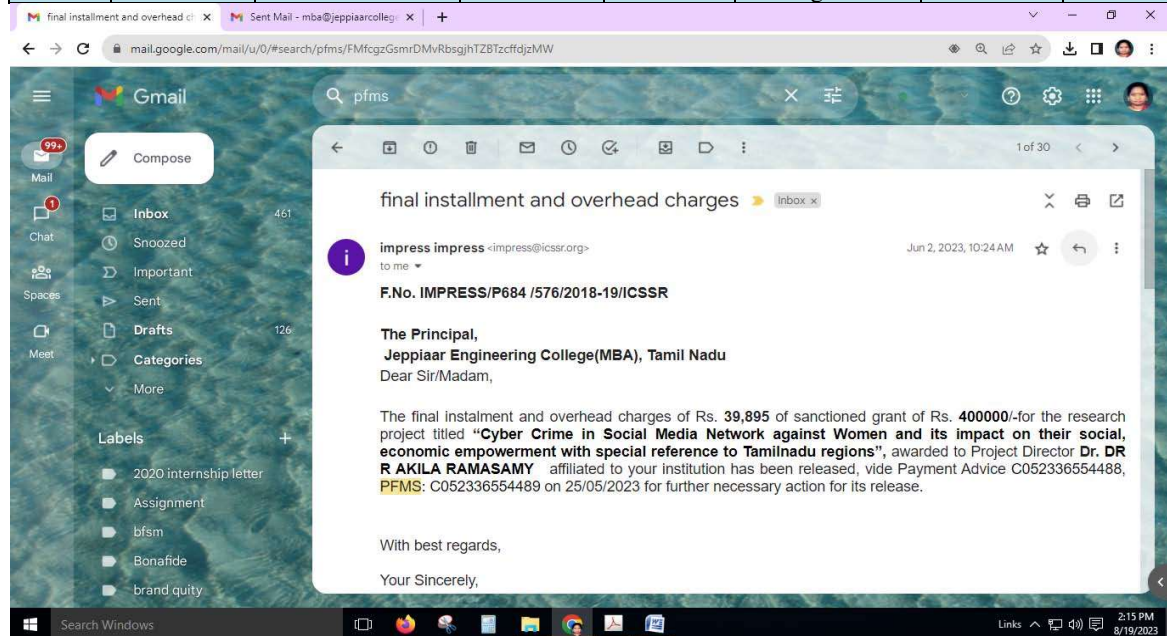 final installment and overhead ch
Sent Mail - mba@jeppiaarcolleg
mail.google.com/mail/u/0/#search/pfms/FMfcgzGsmrDMvRbsgjhTZBTzcffdjzMW
Gmail
pfms
99+
Mail
Compose
1 of 30
final installment and overhead charges
Inbox x
1
Chat
Inbox 461
Snoozed
i
impress impress <impress@icssr.org>
Jun 2, 2023, 10:24 AM
to me
Important
Spaces
Sent
F.No. IMPRESS/P684 /576/2018-19/ICSSR
Drafts 126
Meet
Categories
More
The Principal,
Jeppiaar Engineering College(MBA), Tamil Nadu
Dear Sir/Madam,
The final instalment and overhead charges of Rs. 39,895 of sanctioned grant of Rs. 400000/-for the research
project titled “Cyber Crime in Social Media Network against Women and its impact on their social,
economic empowerment with special reference to Tamilnadu regions”, awarded to Project Director Dr. DR
R AKILA RAMASAMY affiliated to your institution has been released, vide Payment Advice C052336554488,
PFMS: C052336554489 on 25/05/2023 for further necessary action for its release.
Labels
2020 internship letter
Assignment
bfsm
Bonafide
brand quity
With best regards,
Your Sincerely,
Search Windows
Links
2:15 PM
8/19/2023